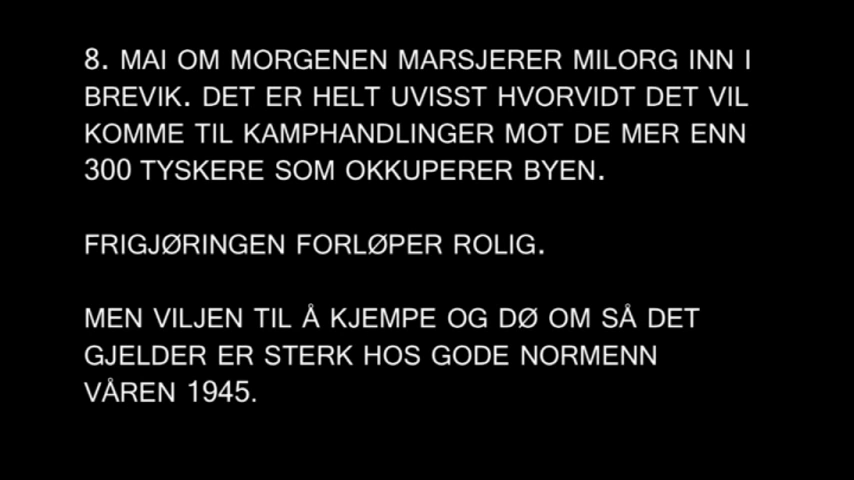 8. MAI OM MORGENEN MARSJERER MILORG INN I
BREVIK. DET ER HELT UVISST HVORVIDT DET VIL
KOMME TIL KAMPHANDLINGER MOT DE MER ENN
300 TYSKERE SOM OKKUPERER BYEN.
FRIGJØRINGEN FORLØPER ROLIG.
MEN VILJEN TIL Å KJEMPE OG DØ OM SÅ DET
GJELDER ER STERK HOS GODE NORMENN
VÅREN 1945.